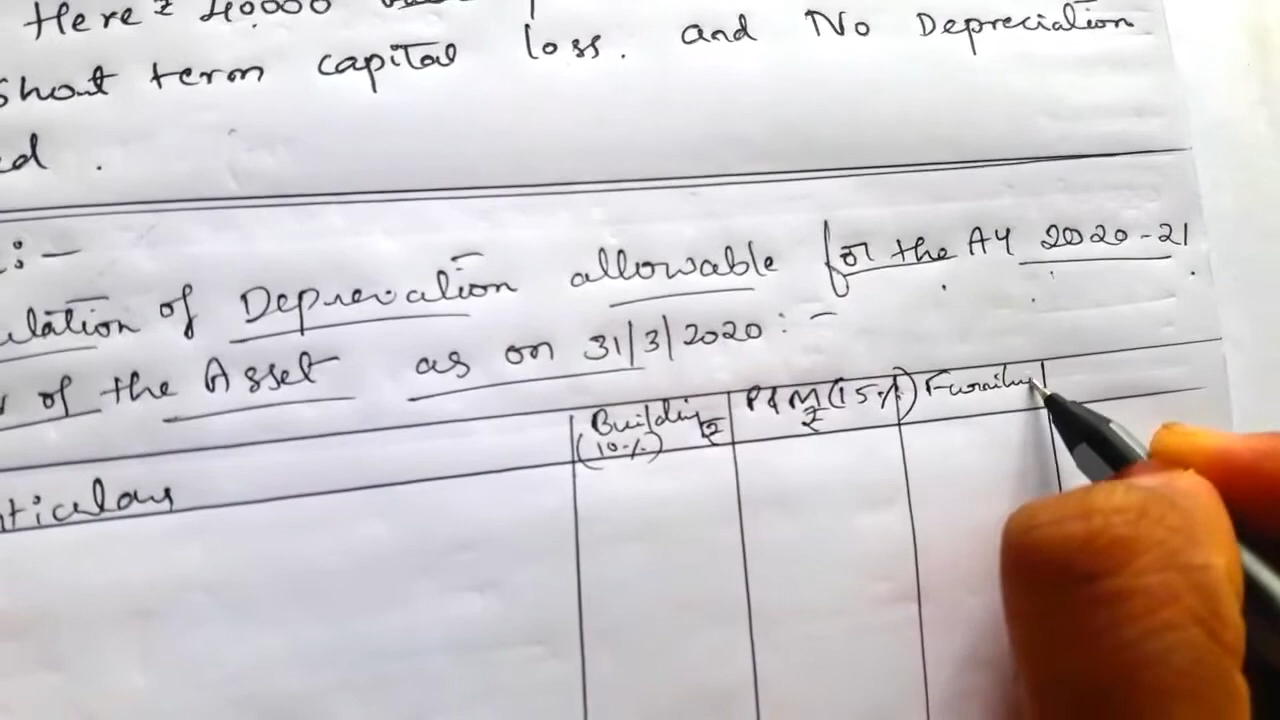 Here ₹ 40000
Short term capital loss. and No Depreciation
ed .
:-
ulation of Depreciation allowable for the AY 2020-21
of the Asset as on 31/3/2020:-
ticulars Building (10%) ₹ P&M (15%) ₹ Furniture